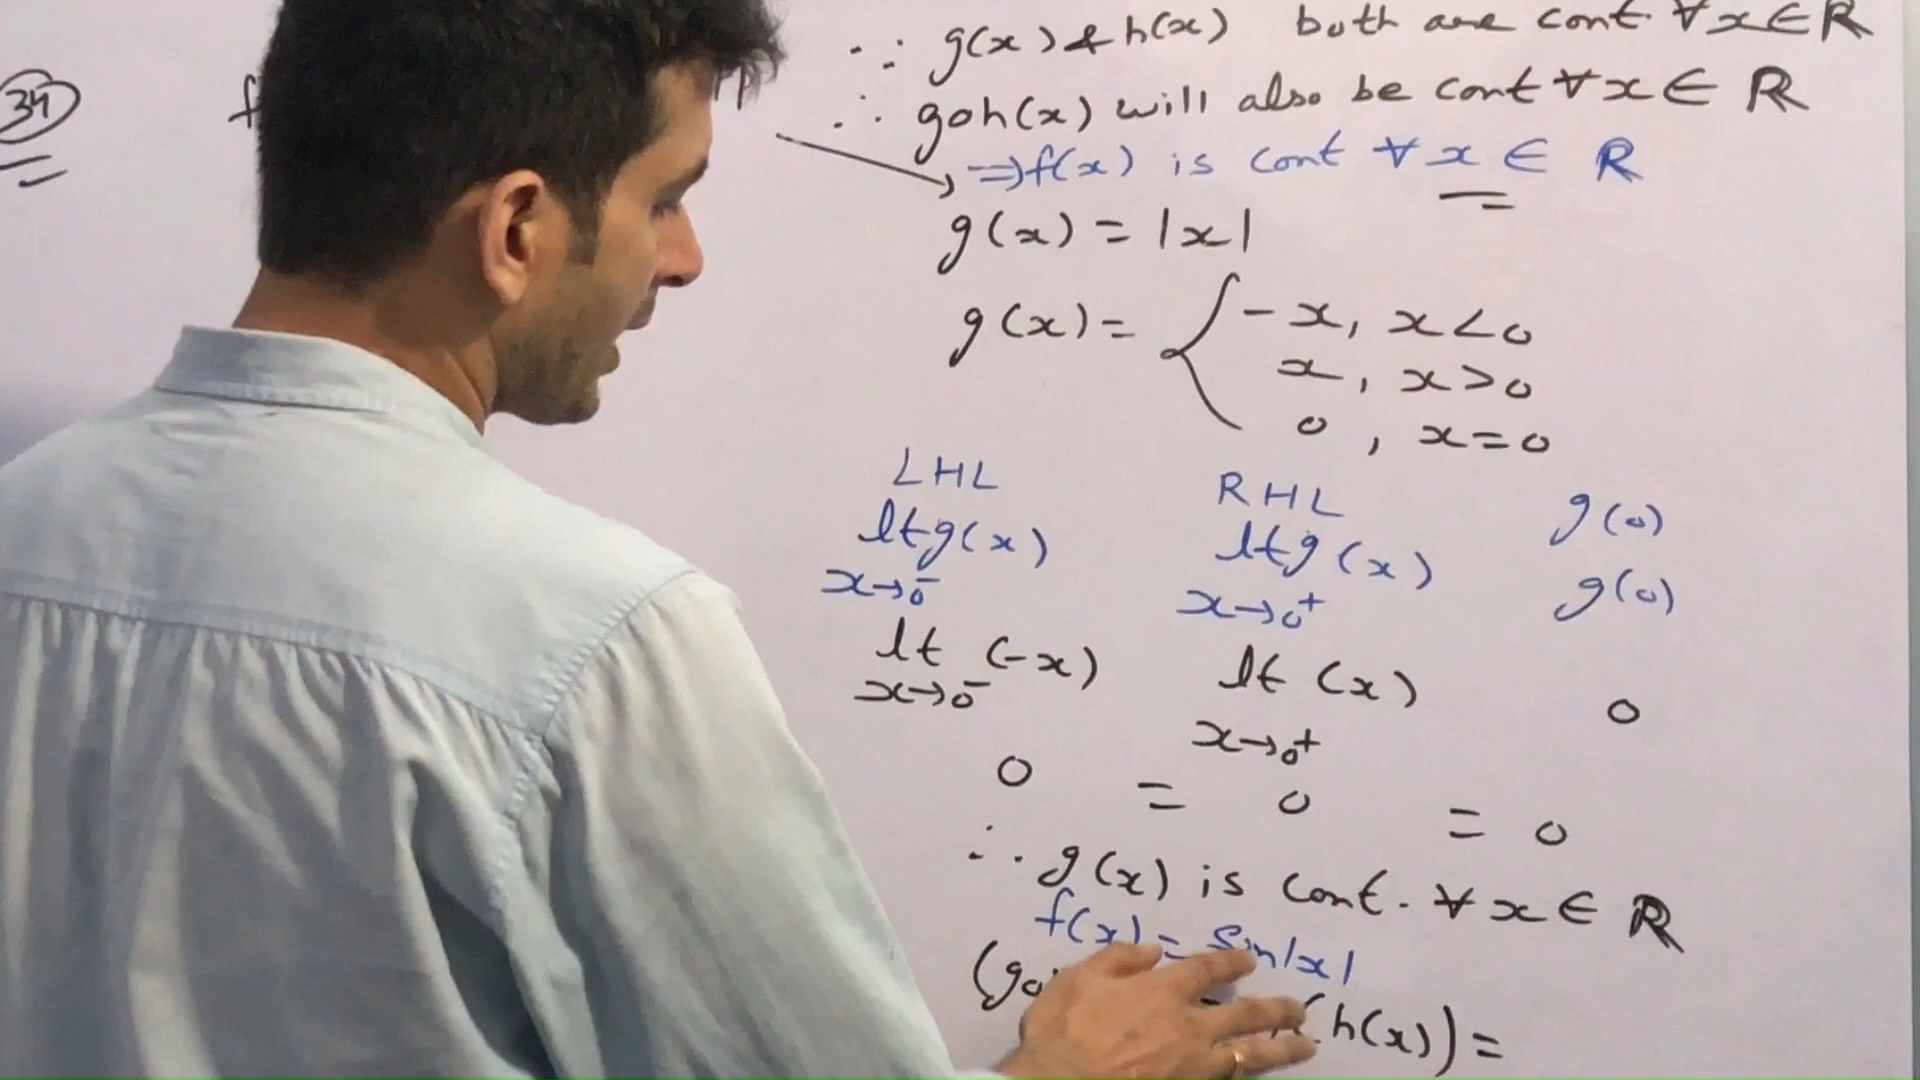 34
f
∵ g(x) & h(x) both are cont. ∀ x ∈ R
∴ goh(x) will also be cont ∀ x ∈ R
⇒ f(x) is cont ∀ x ∈ R
g(x) = |x|
g(x) = { -x, x<0
x, x>0
0, x=0
LHL RHL g(0)
lt g(x) lt g(x) g(0)
x→0⁻ x→0⁺
lt (-x) lt (x) 0
x→0⁻ x→0⁺
0 = 0 = 0
∴ g(x) is cont. ∀ x ∈ R
f(x) = sin|x|
(go (h(x)) =